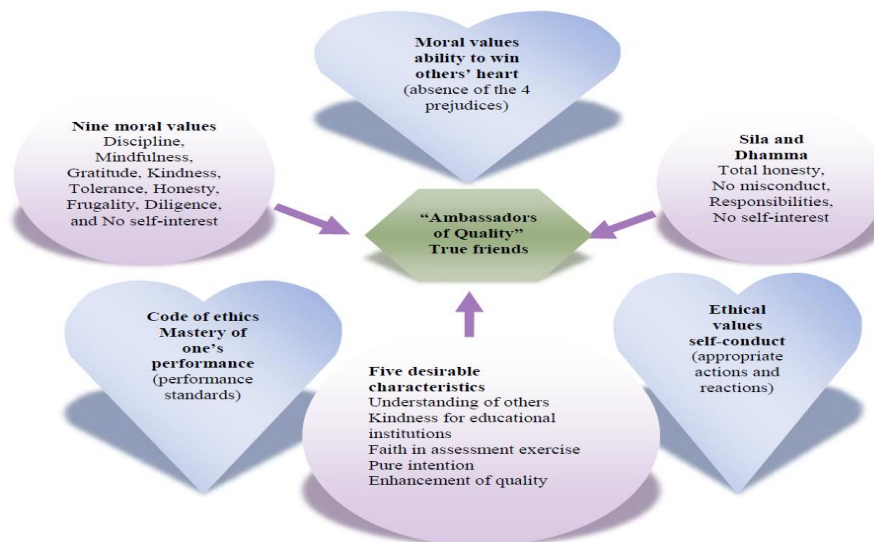 Moral values
ability to win
others’ heart
(absence of the 4
prejudices)
Nine moral values
Discipline,
Mindfulness,
Gratitude, Kindness,
Tolerance, Honesty,
Frugality, Diligence,
and No self-interest
Sila and
Dhamma
Total honesty,
No misconduct,
Responsibilities,
No self-interest
“Ambassadors
of Quality”
True friends
Code of ethics
Mastery of
one’s
performance
(performance
standards)
Five desirable
characteristics
Understanding of others
Kindness for educational
institutions
Faith in assessment exercise
Pure intention
Enhancement of quality
Ethical
values
self-conduct
(appropriate
actions and
reactions)